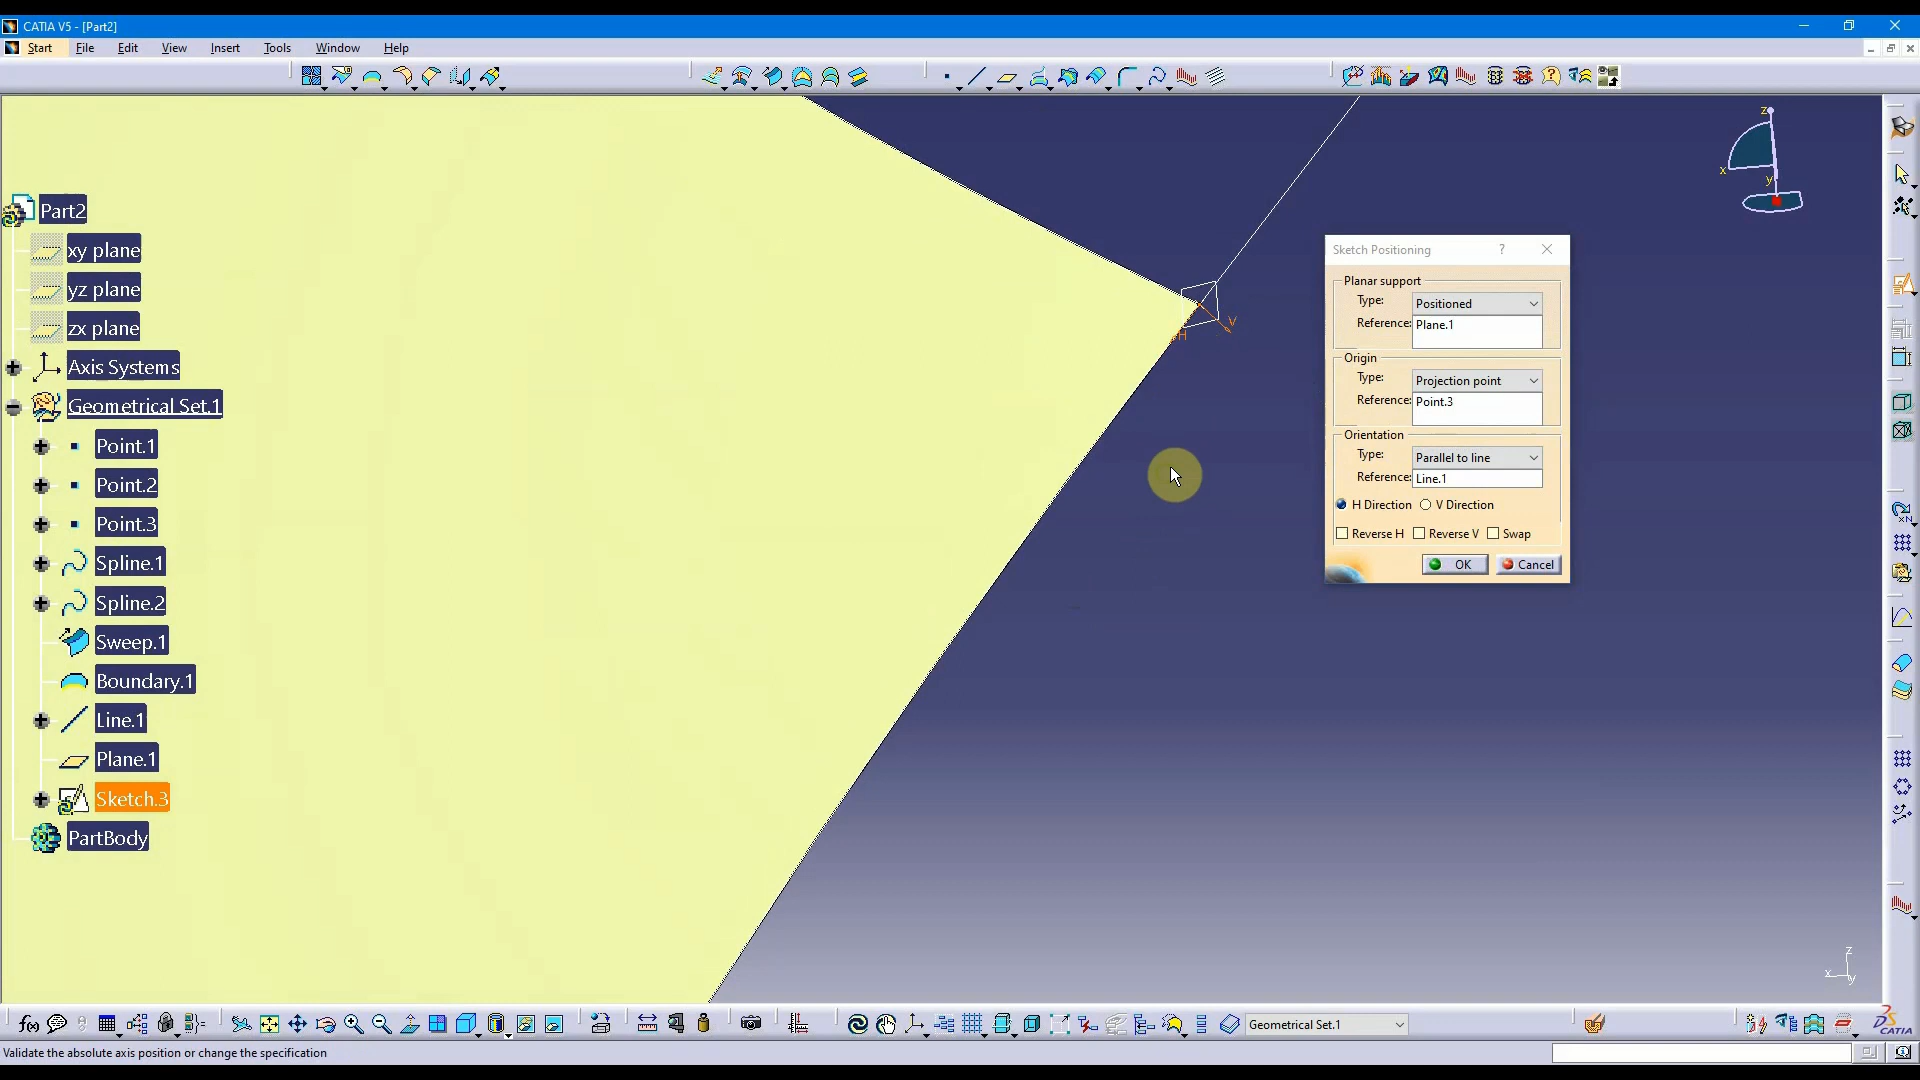 CATIA V5 - [Part2]
Start File Edit View Insert Tools Window Help
z
x
y
Part2
xy plane
yz plane
zx plane
Axis Systems
Geometrical Set.1
Point.1
Point.2
Point.3
Spline.1
Spline.2
Sweep.1
Boundary.1
Line.1
Plane.1
Sketch.3
PartBody
V
H
Sketch Positioning ?
Planar support
Type: Positioned
Reference: Plane.1
Origin
Type: Projection point
Reference: Point.3
Orientation
Type: Parallel to line
Reference: Line.1
H Direction V Direction
Reverse H Reverse V Swap
OK Cancel
z
x
y
f(x)
Geometrical Set.1
CATIA
Validate the absolute axis position or change the specification